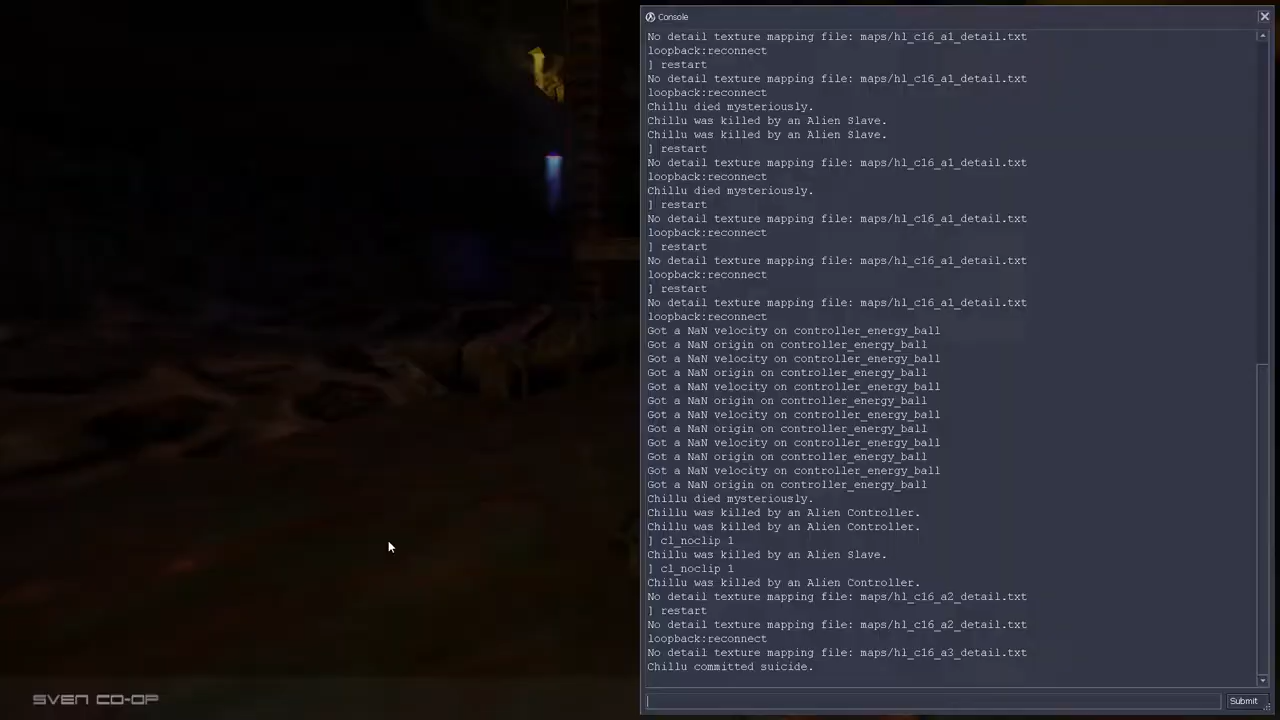 Console
No detail texture mapping file: maps/hl_c16_a1_detail.txt
loopback:reconnect
] restart
No detail texture mapping file: maps/hl_c16_a1_detail.txt
loopback:reconnect
Chillu died mysteriously.
Chillu was killed by an Alien Slave.
Chillu was killed by an Alien Slave.
] restart
No detail texture mapping file: maps/hl_c16_a1_detail.txt
loopback:reconnect
Chillu died mysteriously.
] restart
No detail texture mapping file: maps/hl_c16_a1_detail.txt
loopback:reconnect
] restart
No detail texture mapping file: maps/hl_c16_a1_detail.txt
loopback:reconnect
] restart
No detail texture mapping file: maps/hl_c16_a1_detail.txt
loopback:reconnect
Got a NaN velocity on controller_energy_ball
Got a NaN origin on controller_energy_ball
Got a NaN velocity on controller_energy_ball
Got a NaN origin on controller_energy_ball
Got a NaN velocity on controller_energy_ball
Got a NaN origin on controller_energy_ball
Got a NaN velocity on controller_energy_ball
Got a NaN origin on controller_energy_ball
Got a NaN velocity on controller_energy_ball
Got a NaN origin on controller_energy_ball
Got a NaN velocity on controller_energy_ball
Got a NaN origin on controller_energy_ball
Chillu died mysteriously.
Chillu was killed by an Alien Controller.
Chillu was killed by an Alien Controller.
] cl_noclip 1
Chillu was killed by an Alien Slave.
] cl_noclip 1
Chillu was killed by an Alien Controller.
No detail texture mapping file: maps/hl_c16_a2_detail.txt
] restart
No detail texture mapping file: maps/hl_c16_a2_detail.txt
loopback:reconnect
No detail texture mapping file: maps/hl_c16_a3_detail.txt
Chillu committed suicide.
Submit
SVEN CO-OP